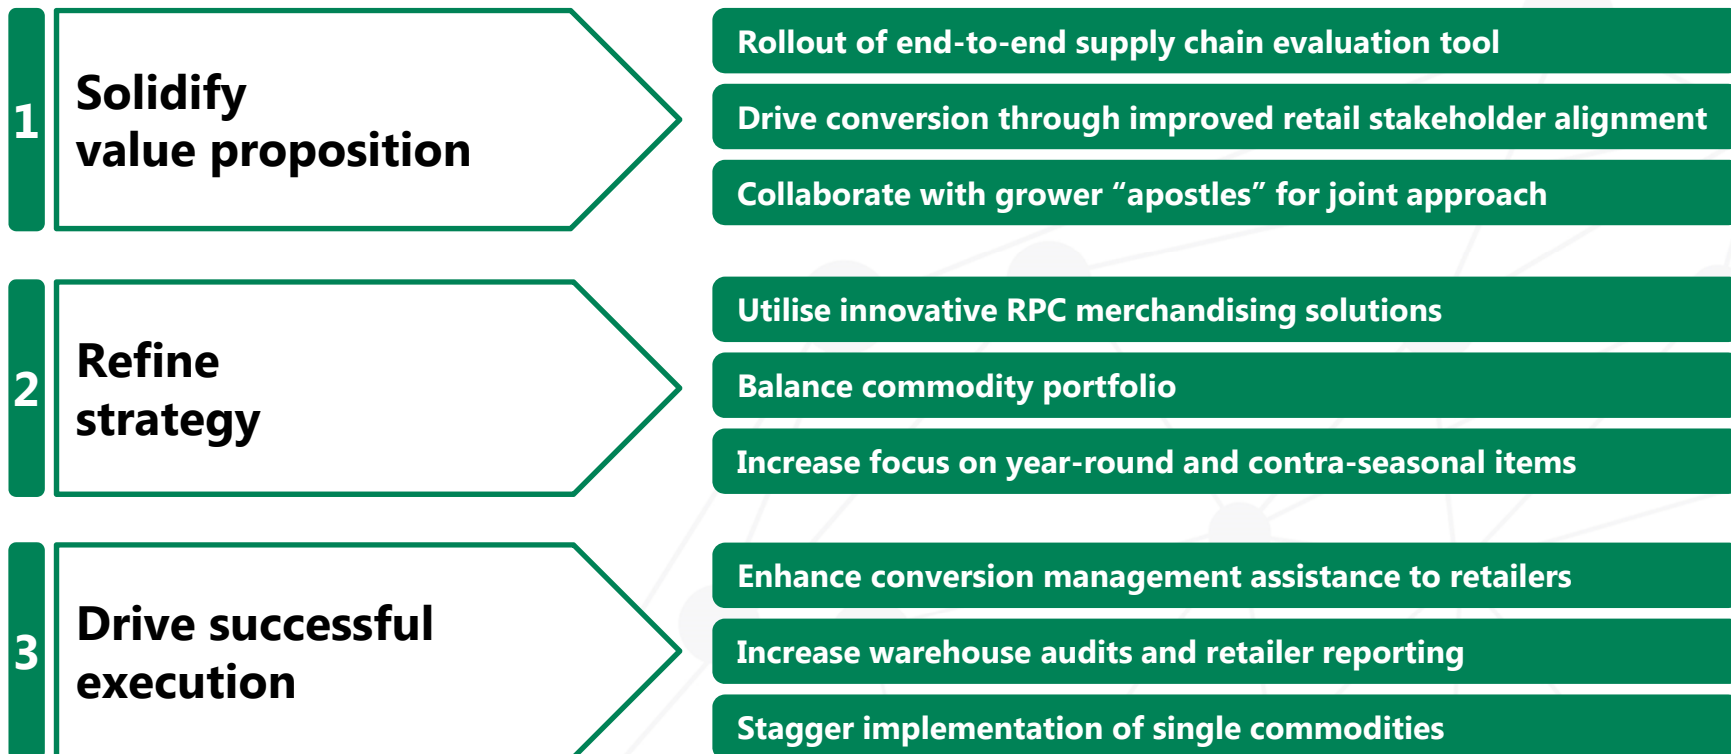 1
Solidify
value proposition
Rollout of end-to-end supply chain evaluation tool
Drive conversion through improved retail stakeholder alignment
Collaborate with grower “apostles” for joint approach
2
Refine
strategy
Utilise innovative RPC merchandising solutions
Balance commodity portfolio
Increase focus on year-round and contra-seasonal items
3
Drive successful
execution
Enhance conversion management assistance to retailers
Increase warehouse audits and retailer reporting
Stagger implementation of single commodities